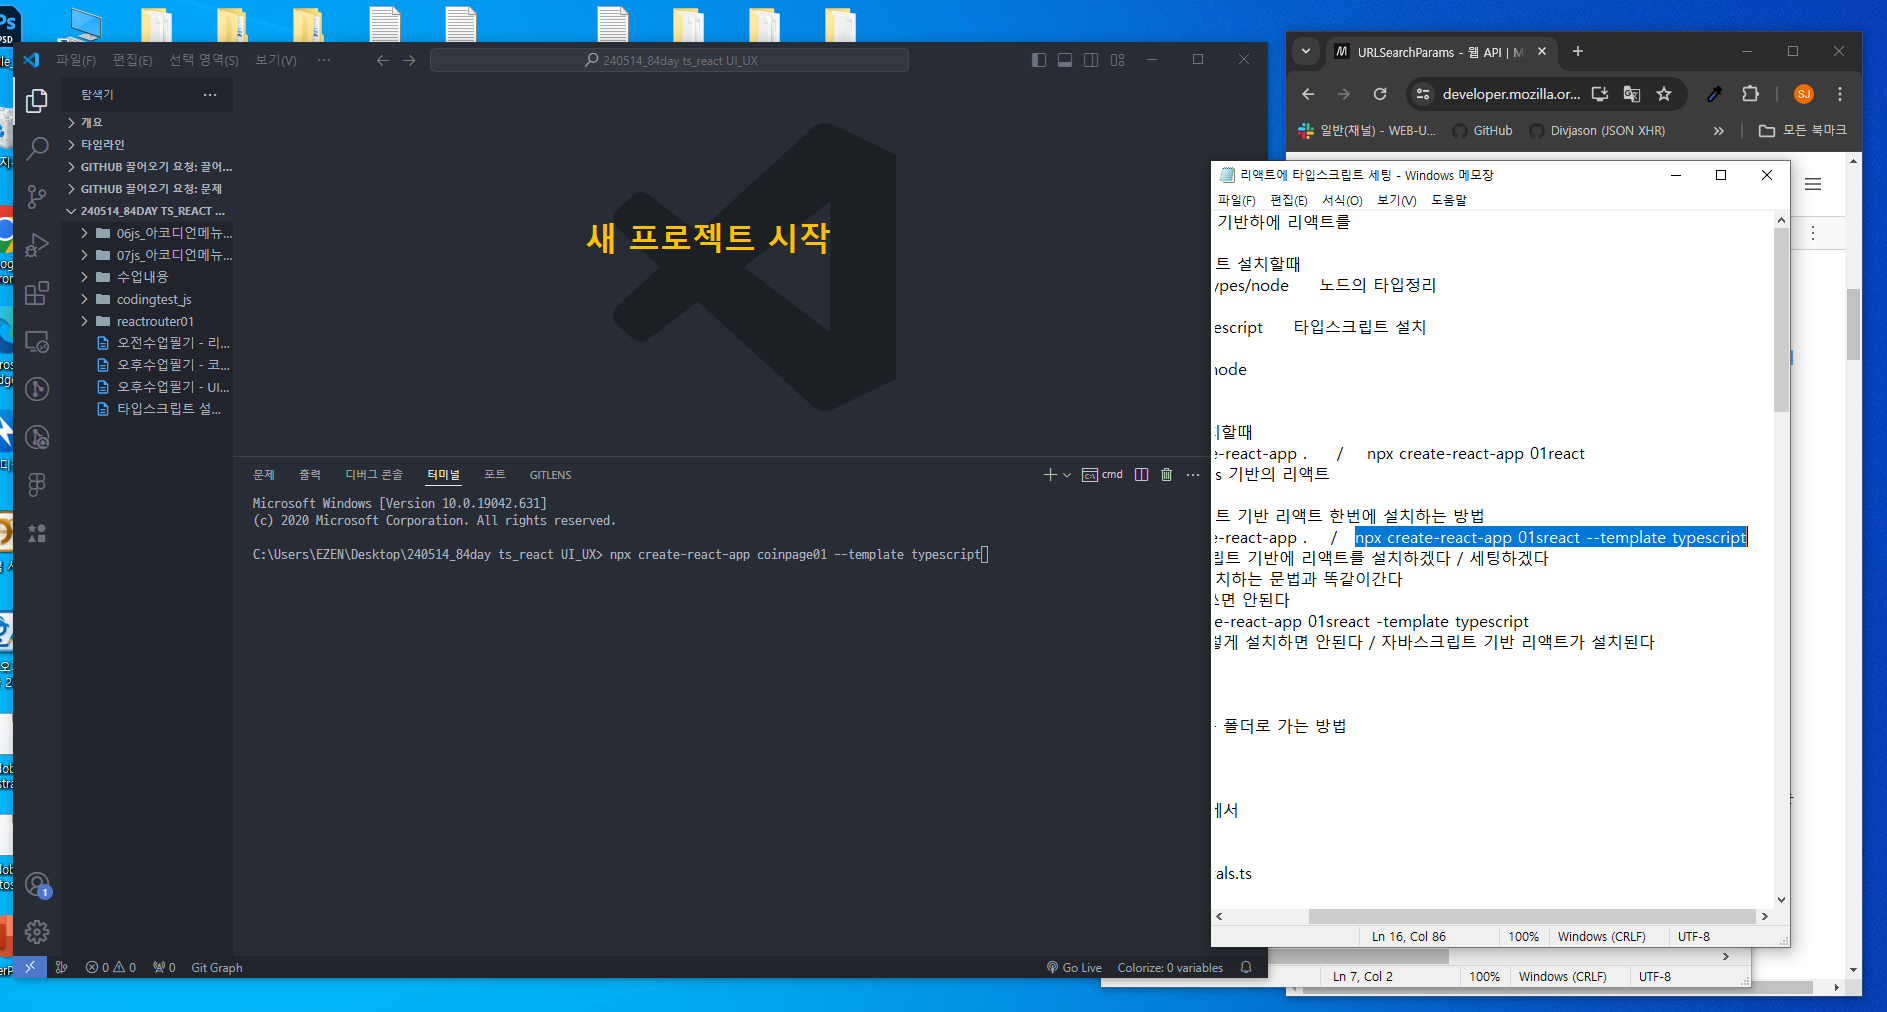 파일(F) 편집(E) 선택 영역(S) 보기(V) ···
240514_84day ts_react UI_UX
탐색기
개요
타임라인
GITHUB 끌어오기 요청: 끌어...
GITHUB 끌어오기 요청: 문제
240514_84DAY TS_REACT ...
06js_아코디언메뉴...
07js_아코디언메뉴...
수업내용
codingtest_js
reactrouter01
오전수업필기 - 리...
오후수업필기 - 코...
오후수업필기 - UI...
타입스크립트 설...
새 프로젝트 시작
문제 출력 디버그 콘솔 터미널 포트 GITLENS
cmd
Microsoft Windows [Version 10.0.19042.631]
(c) 2020 Microsoft Corporation. All rights reserved.
C:\Users\EZEN\Desktop\240514_84day ts_react UI_UX> npx create-react-app coinpage01 --template typescript
1
0 0 0 Git Graph
Go Live Colorize: 0 variables
URLSearchParams - 웹 API | M
developer.mozilla.or...
SJ
일반(채널) - WEB-U... GitHub Divjason (JSON XHR) » 모든 북마크
리액트에 타입스크립트 세팅 - Windows 메모장
파일(F) 편집(E) 서식(O) 보기(V) 도움말
기반하에 리액트를
트 설치할때
ypes/node 노드의 타입정리
escript 타입스크립트 설치
node
할때
e-react-app . / npx create-react-app 01react
s 기반의 리액트
트 기반 리액트 한번에 설치하는 방법
e-react-app . / npx create-react-app 01sreact --template typescript
립트 기반에 리액트를 설치하겠다 / 세팅하겠다
치하는 문법과 똑같이간다
면 안된다
e-react-app 01sreact -template typescript
렇게 설치하면 안된다 / 자바스크립트 기반 리액트가 설치된다
폴더로 가는 방법
에서
als.ts
Ln 16, Col 86 100% Windows (CRLF) UTF-8
Ln 7, Col 2 100% Windows (CRLF) UTF-8